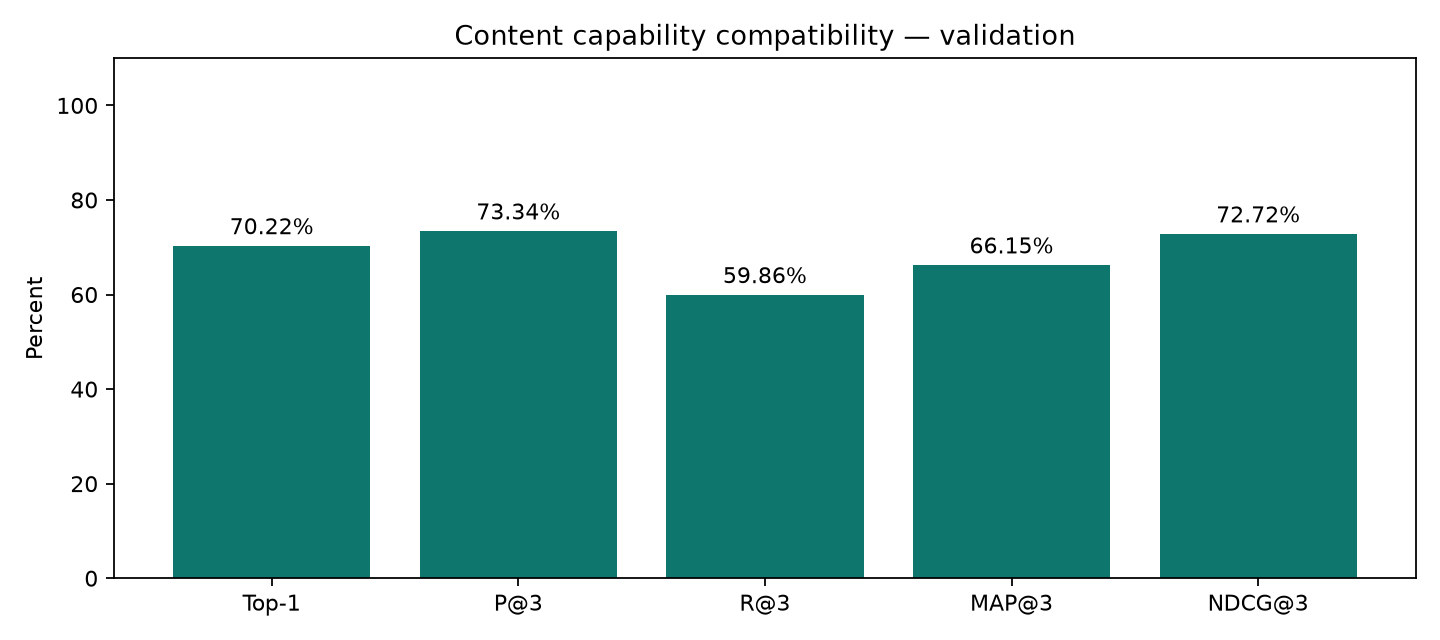 Content capability compatibility — validation
Percent
100
80
60
40
20
0
70.22%
73.34%
59.86%
66.15%
72.72%
Top-1
P@3
R@3
MAP@3
NDCG@3